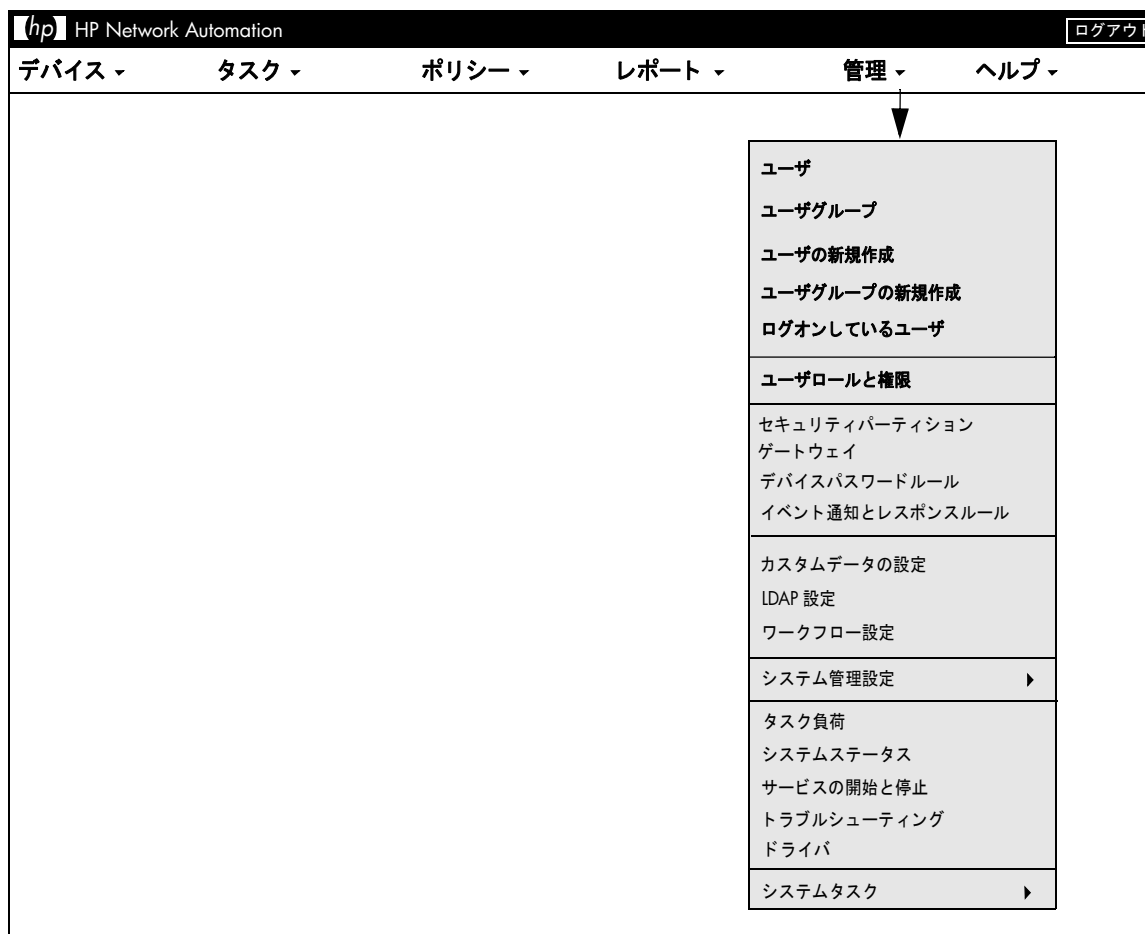 hp HP Network Automation ログアウト
デバイス タスク ポリシー レポート 管理 ヘルプ
ユーザ
ユーザグループ
ユーザの新規作成
ユーザグループの新規作成
ログオンしているユーザ
ユーザロールと権限
セキュリティパーティション
ゲートウェイ
デバイスパスワードルール
イベント通知とレスポンスルール
カスタムデータの設定
LDAP 設定
ワークフロー設定
システム管理設定
タスク負荷
システムステータス
サービスの開始と停止
トラブルシューティング
ドライバ
システムタスク